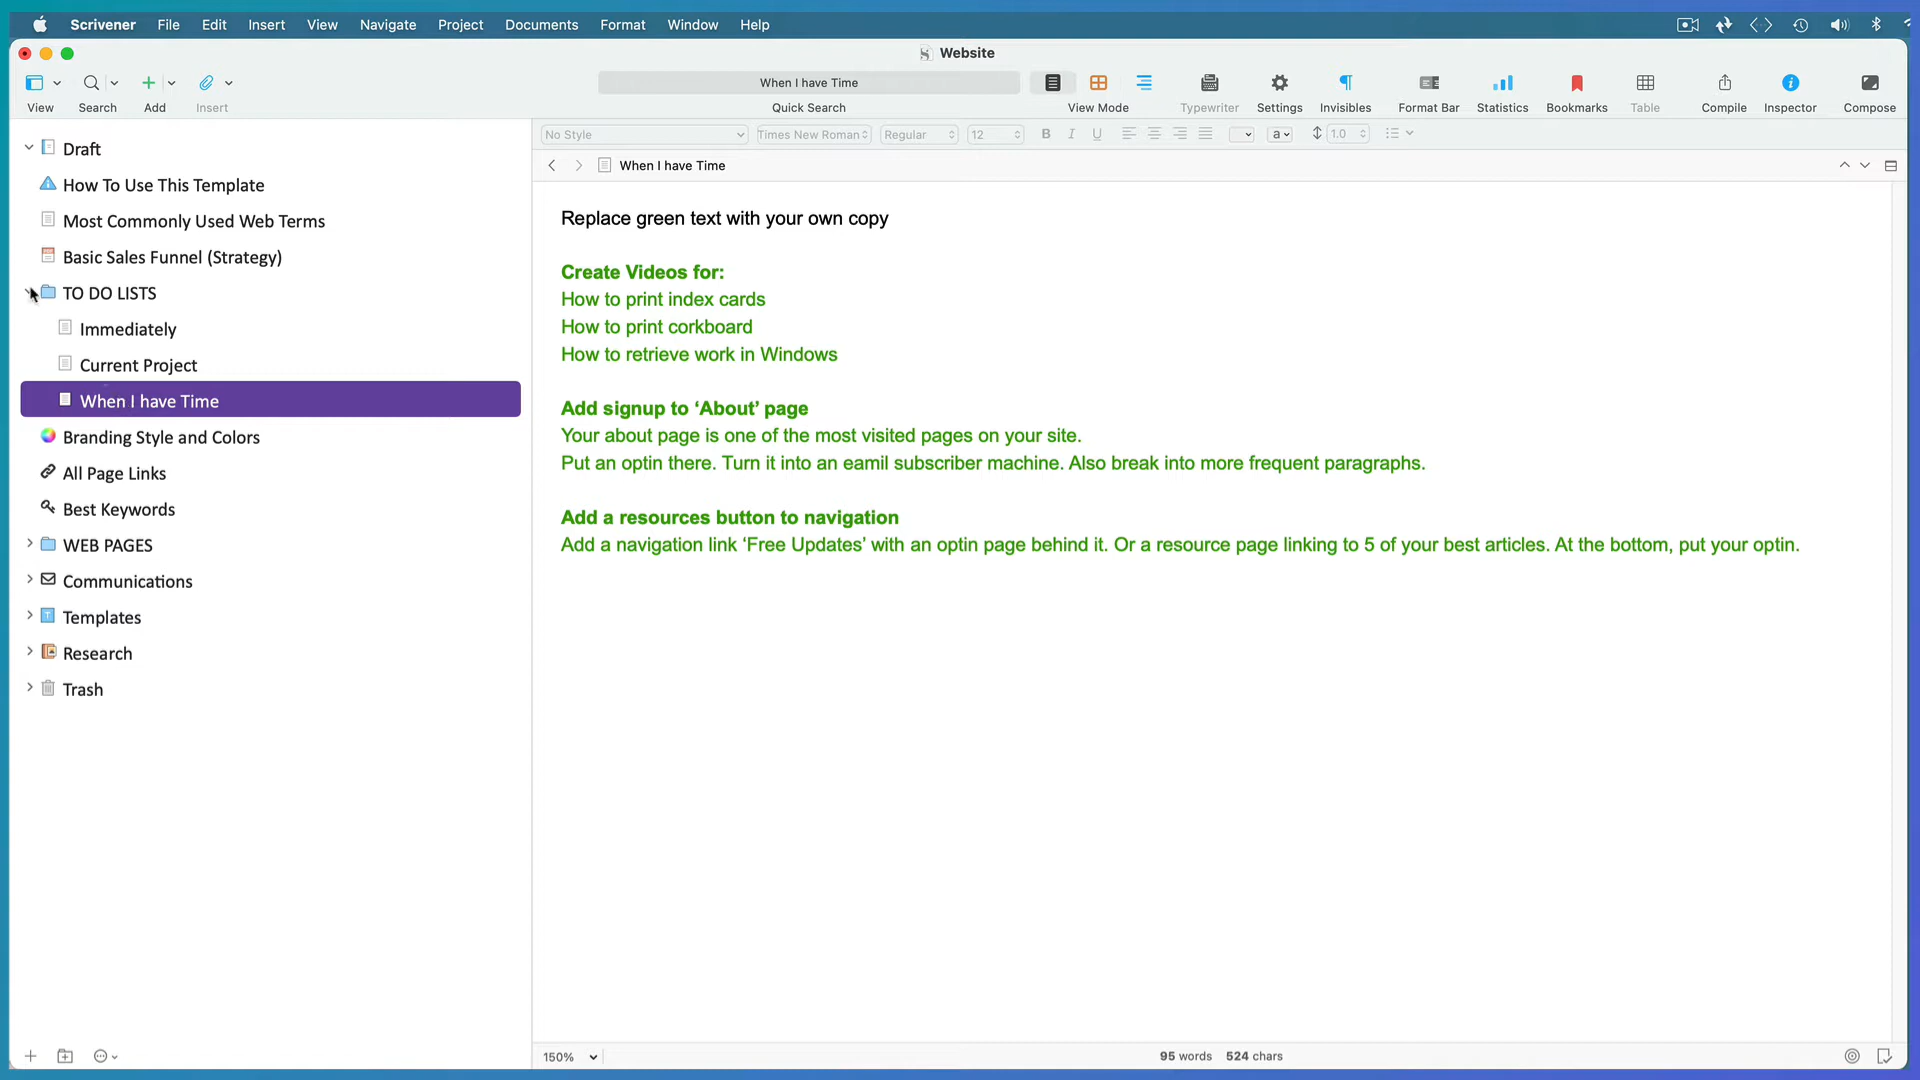 Scrivener File Edit Insert View Navigate Project Documents Format Window Help
Website
When I have Time
View Search Add Insert Quick Search View Mode Typewriter Settings Invisibles Format Bar Statistics Bookmarks Table Compile Inspector Compose
No Style Times New Roman Regular 12 B I U a 1.0
When I have Time
Draft
How To Use This Template
Most Commonly Used Web Terms
Basic Sales Funnel (Strategy)
TO DO LISTS
Immediately
Current Project
When I have Time
Branding Style and Colors
All Page Links
Best Keywords
WEB PAGES
Communications
Templates
Research
Trash
Replace green text with your own copy
Create Videos for:
How to print index cards
How to print corkboard
How to retrieve work in Windows
Add signup to ‘About’ page
Your about page is one of the most visited pages on your site.
Put an optin there. Turn it into an eamil subscriber machine. Also break into more frequent paragraphs.
Add a resources button to navigation
Add a navigation link ‘Free Updates’ with an optin page behind it. Or a resource page linking to 5 of your best articles. At the bottom, put your optin.
150% 95 words 524 chars